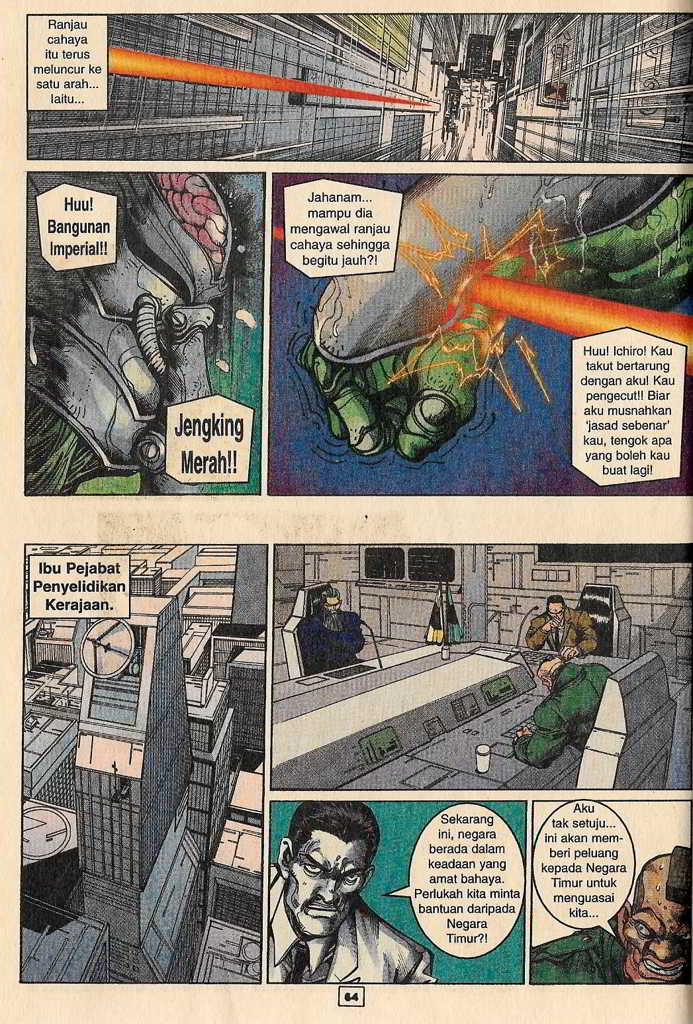 Ranjau
cahaya
itu terus
meluncur ke
satu arah...
Iaitu...
Huu!
Bangunan
Imperial!!
Jengking
Merah!!
Jahanam...
mampu dia
mengawal ranjau
cahaya sehingga
begitu jauh?!
Huu! Ichiro! Kau
takut bertarung
dengan aku! Kau
pengecut!! Biar
aku musnahkan
'jasad sebenar'
kau, tengok apa
yang boleh kau
buat lagi!
Ibu Pejabat
Penyelidikan
Kerajaan.
Sekarang
ini, negara
berada dalam
keadaan yang
amat bahaya.
Perlukah kita minta
bantuan daripada
Negara
Timur?!
Aku
tak setuju...
ini akan mem-
beri peluang
kepada Negara
Timur untuk
menguasai
kita...
64